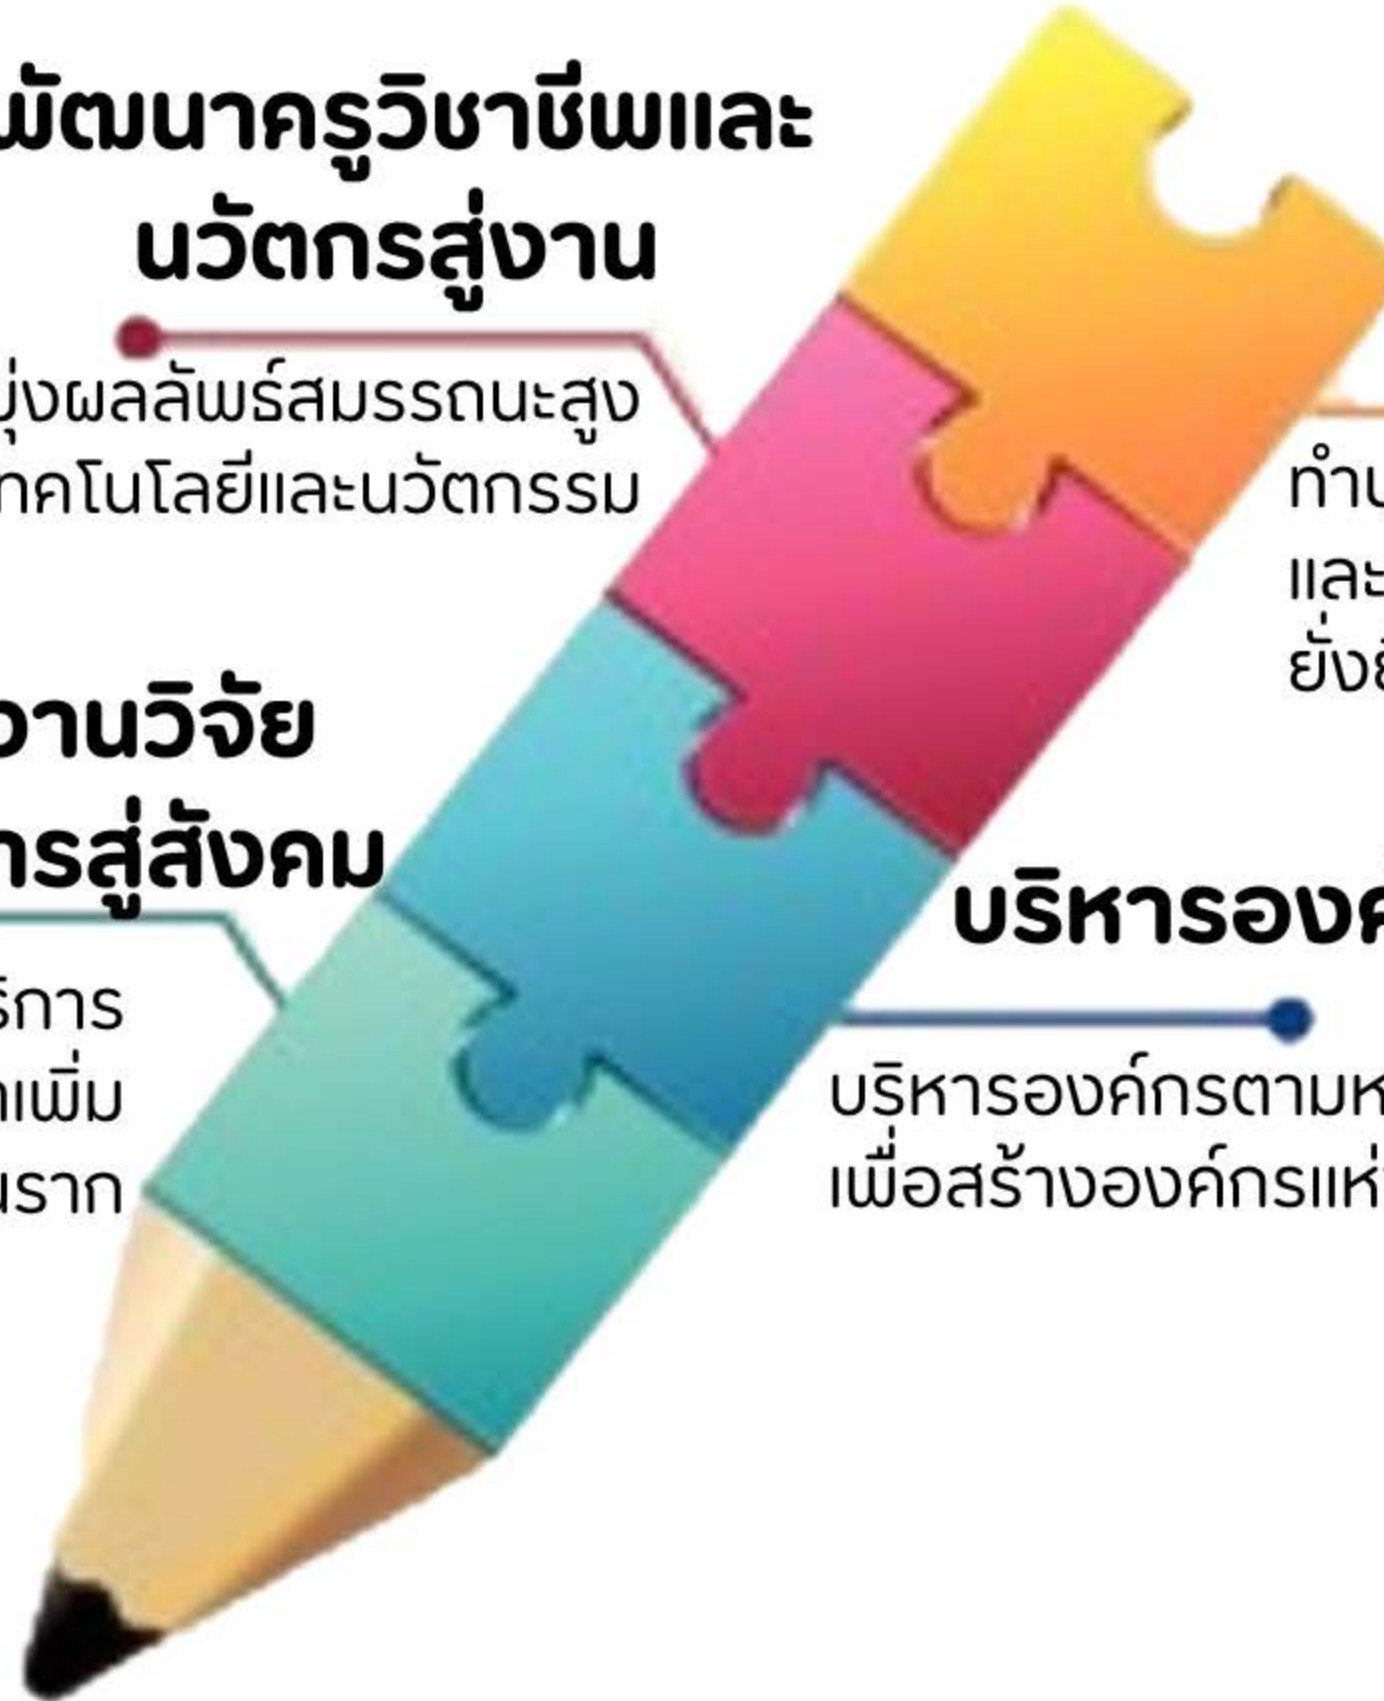 พัฒนาครูวิชาชีพและ
นวัตกรสู่งาน
มุ่งผลลัพธ์สมรรถนะสูง
เทคโนโลยีและนวัตกรรม
และ
งานวิจัย
สู่สังคม
บริการ
เพิ่ม
ราก
บริหารองค์
บริหารองค์กรตามห
เพื่อสร้างองค์กรแห่